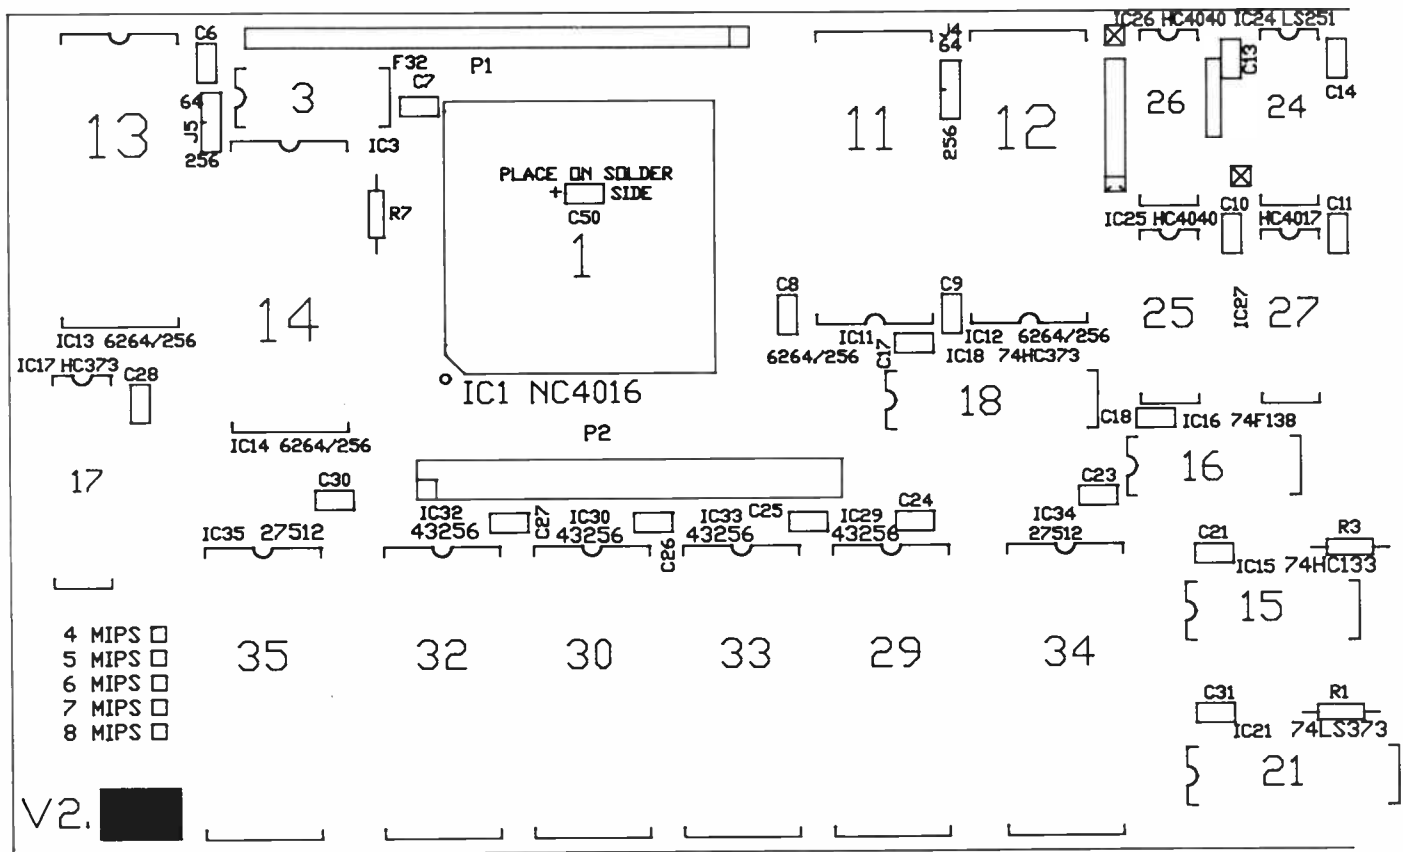 IC26 HC4040 IC24 LS251
C6
P1
F32
C7
3
J4
64
C13
C14
13
64
J5
256
IC3
11
256
12
26
24
PLACE ON SOLDER
+ SIDE
C50
R7
1
IC25 HC4040
C10
HC4017
C11
14
C8
C9
25
IC27
27
IC13 6264/256
IC11
6264/256
C17
IC12 6264/256
IC18 74HC373
IC17 HC373
C28
IC1 NC4016
18
C18
IC16 74F138
IC14 6264/256
P2
16
17
C30
C23
IC35 27512
IC32
43256
C27
IC30
43256
C26
IC33
43256
C25
IC29
43256
C24
IC34
27512
C21
R3
IC15 74HC133
15
4 MIPS
5 MIPS
6 MIPS
7 MIPS
8 MIPS
35
32
30
33
29
34
C31
R1
IC21 74LS373
21
V2.